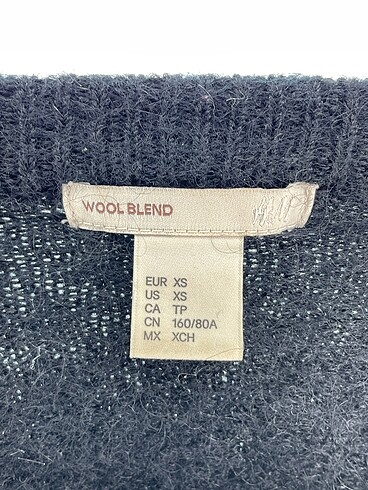 WOOL BLEND
EUR XS
US XS
CA TP
CN 160/80A
MX XCH